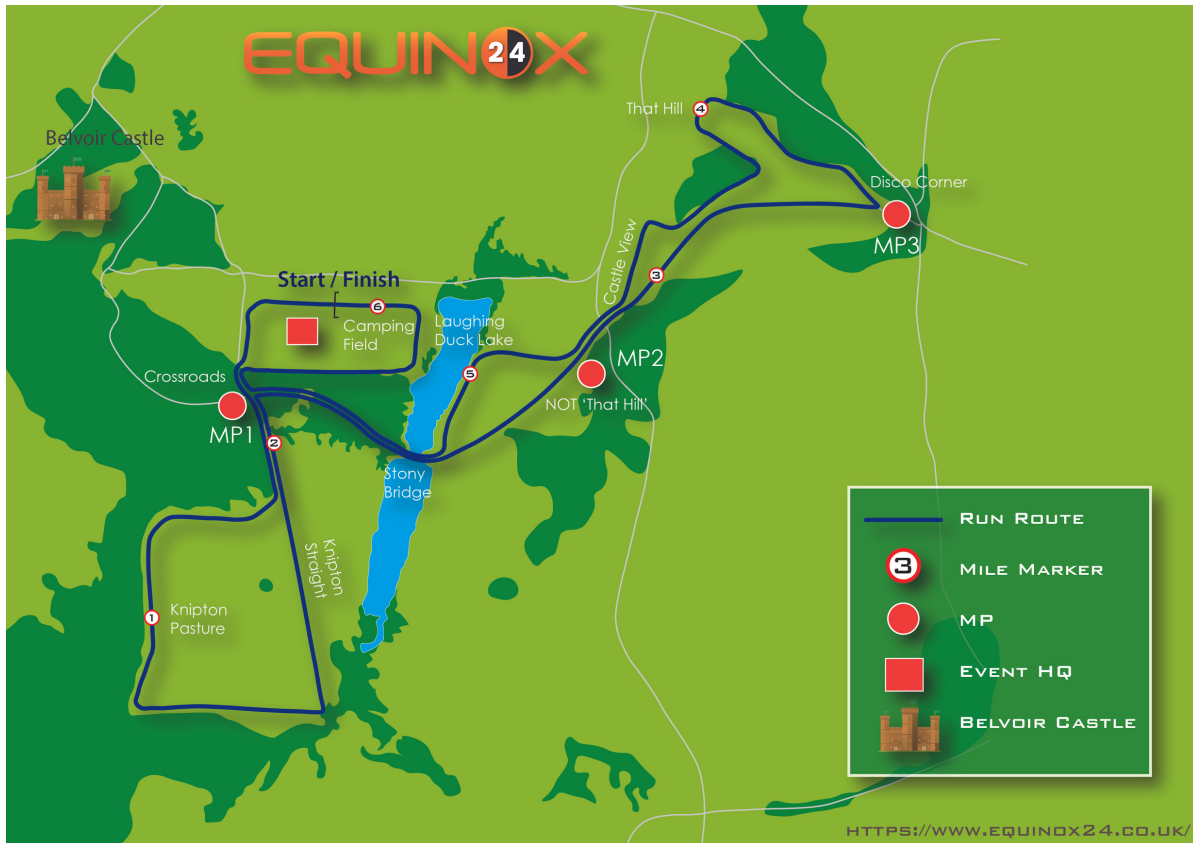 EQUINOX
24
Belvoir Castle
That Hill
4
Disco Corner
MP3
Castle View
3
Start / Finish
6
Camping
Field
Laughing
Duck Lake
MP2
5
NOT 'That Hill'
Crossroads
MP1
2
Stony
Bridge
Knipton
Straight
1
Knipton
Pasture
Run Route
3
Mile Marker
MP
Event HQ
Belvoir Castle
HTTPS://WWW.EQUINOX24.CO.UK/